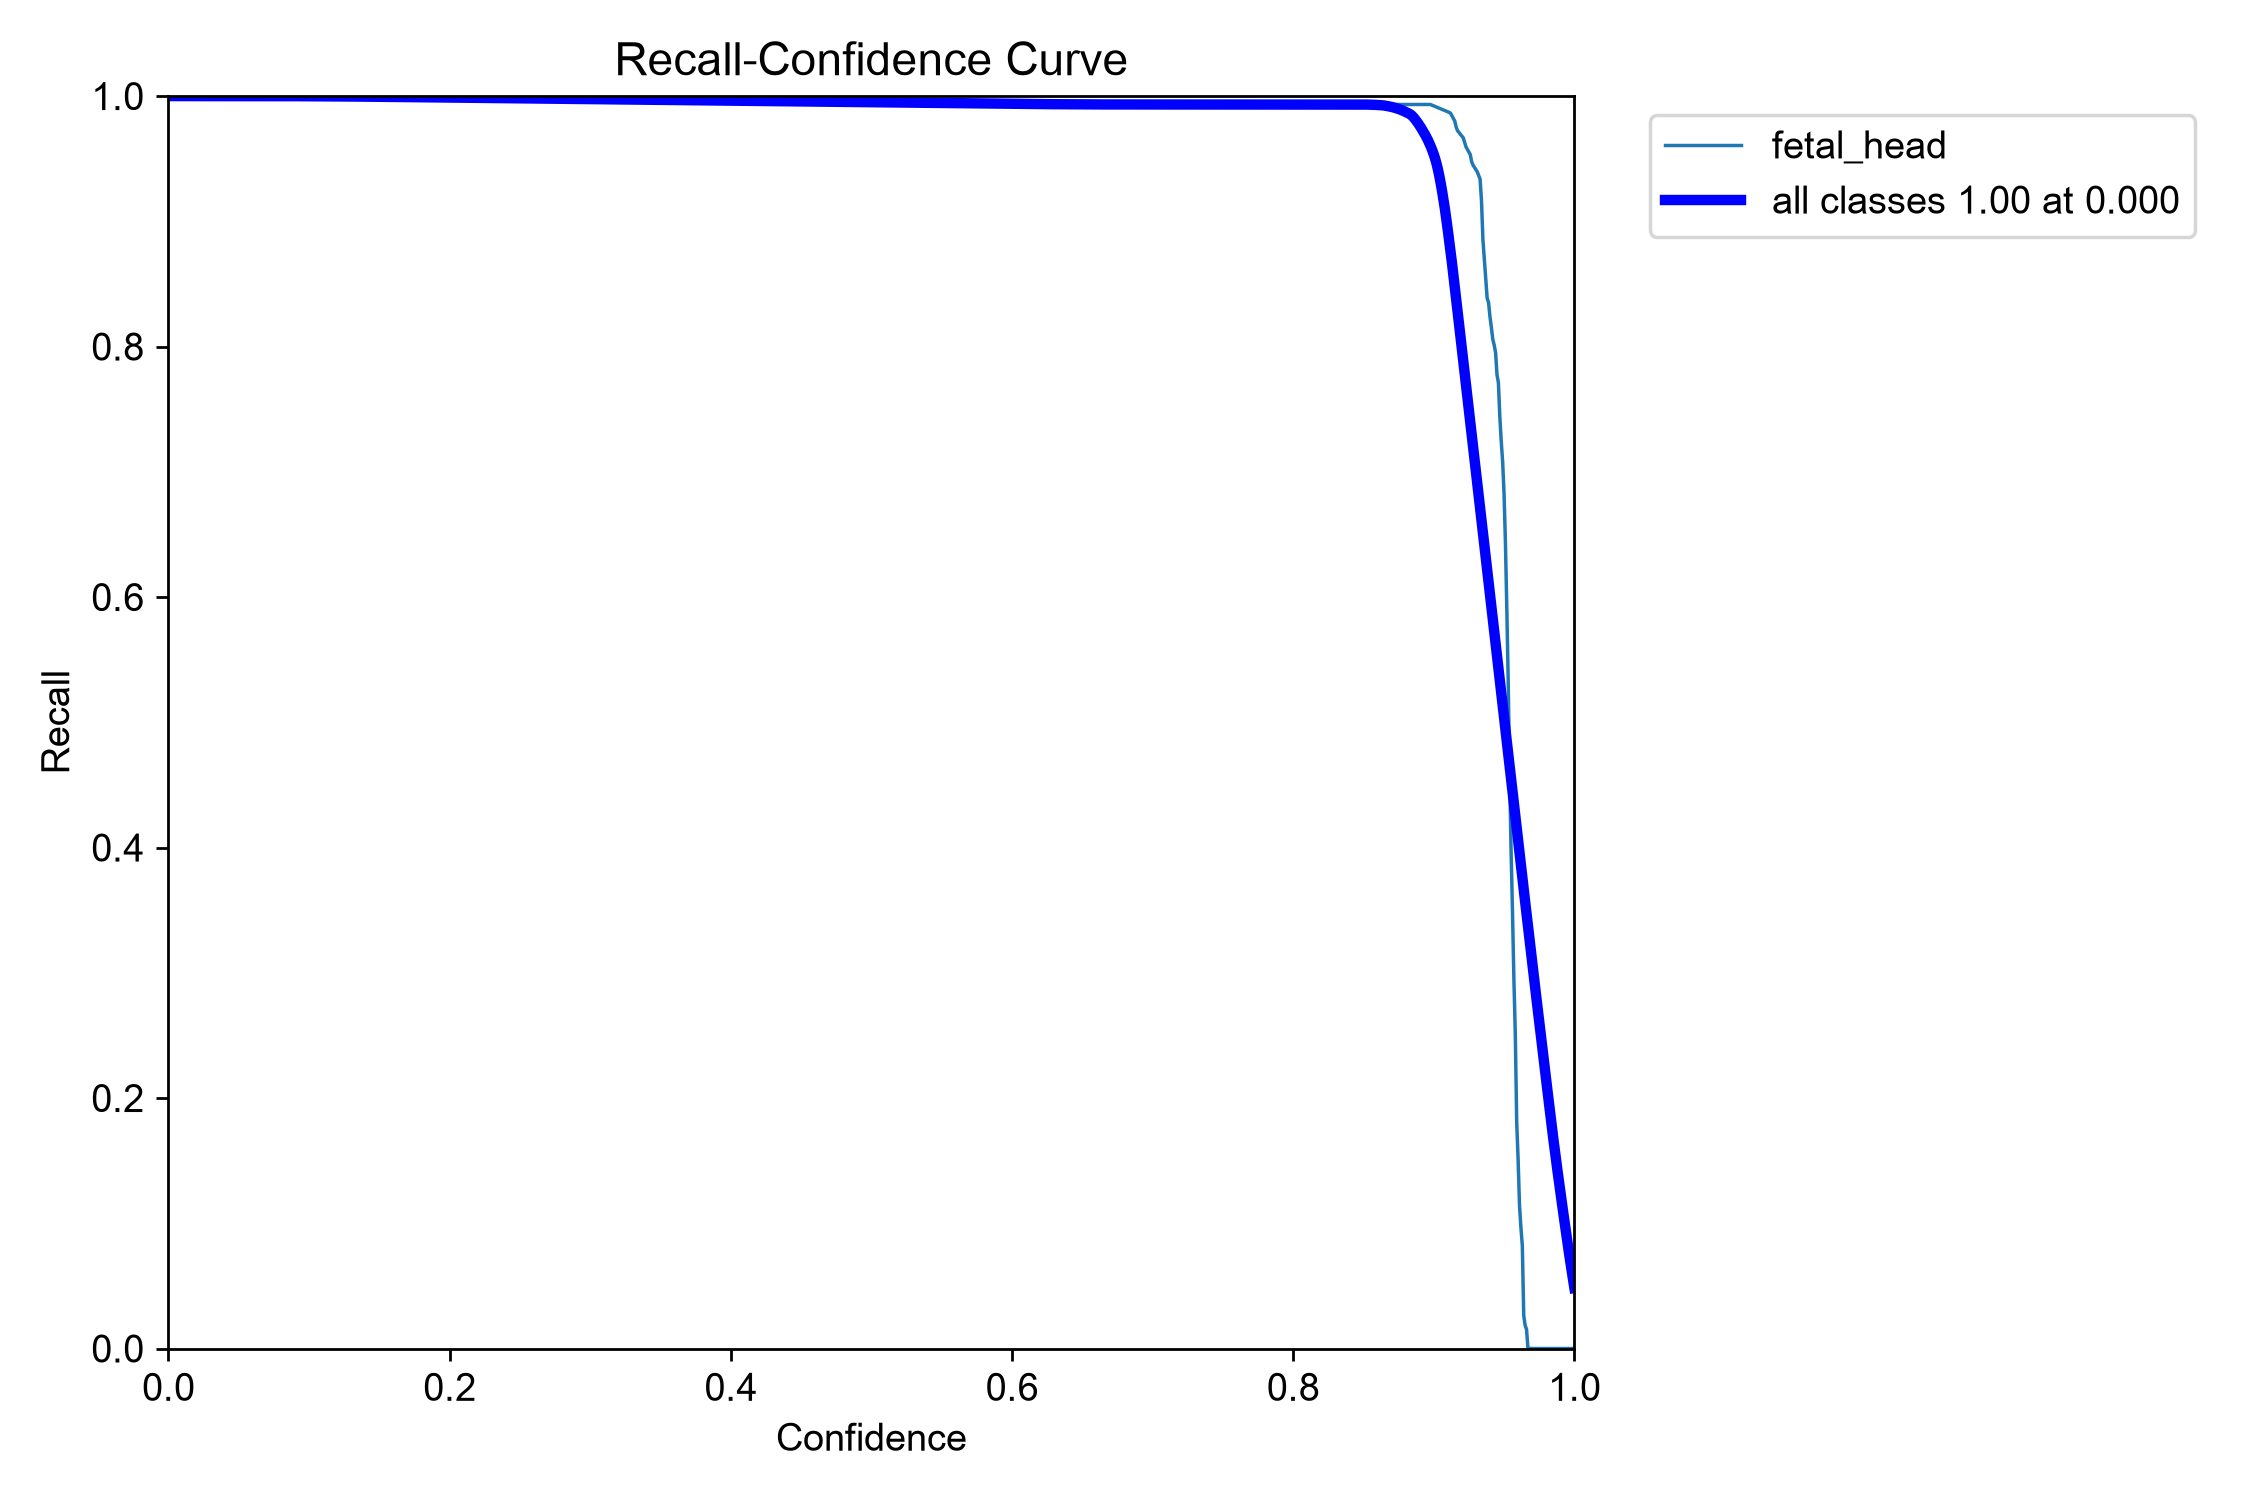 Recall-Confidence Curve
fetal_head
all classes 1.00 at 0.000
1.0
0.8
0.6
0.4
0.2
0.0
Recall
0.0 0.2 0.4 0.6 0.8 1.0
Confidence